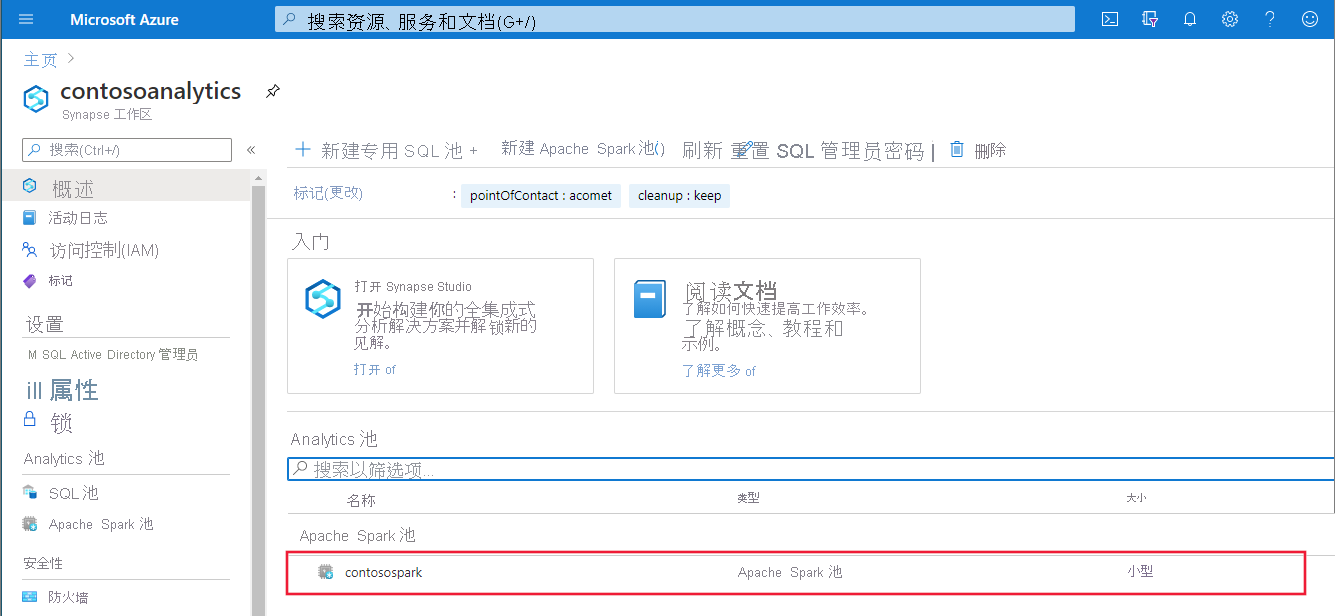 Microsoft Azure
搜索资源、服务和文档(G+/)
主页
contosoanalytics
Synapse 工作区
搜索(Ctrl+/)
«
新建专用 SQL 池 +
新建 Apache Spark 池()
刷新 重置 SQL 管理员密码 |
删除
概述
活动日志
访问控制(IAM)
标记
设置
M SQL Active Directory 管理员
ill 属性
锁
Analytics 池
SQL 池
Apache Spark 池
安全性
防火墙
标记(更改) : pointOfContact : acomet cleanup : keep
入门
打开 Synapse Studio
开始构建你的全集成式
分析解决方案并解锁新的
见解。
打开 of
阅读文档
了解如何快速提高工作效率。
了解概念、教程和
示例。
了解更多 of
Analytics 池
搜索以筛选项...
名称 类型 大小
Apache Spark 池
contosospark Apache Spark 池 小型